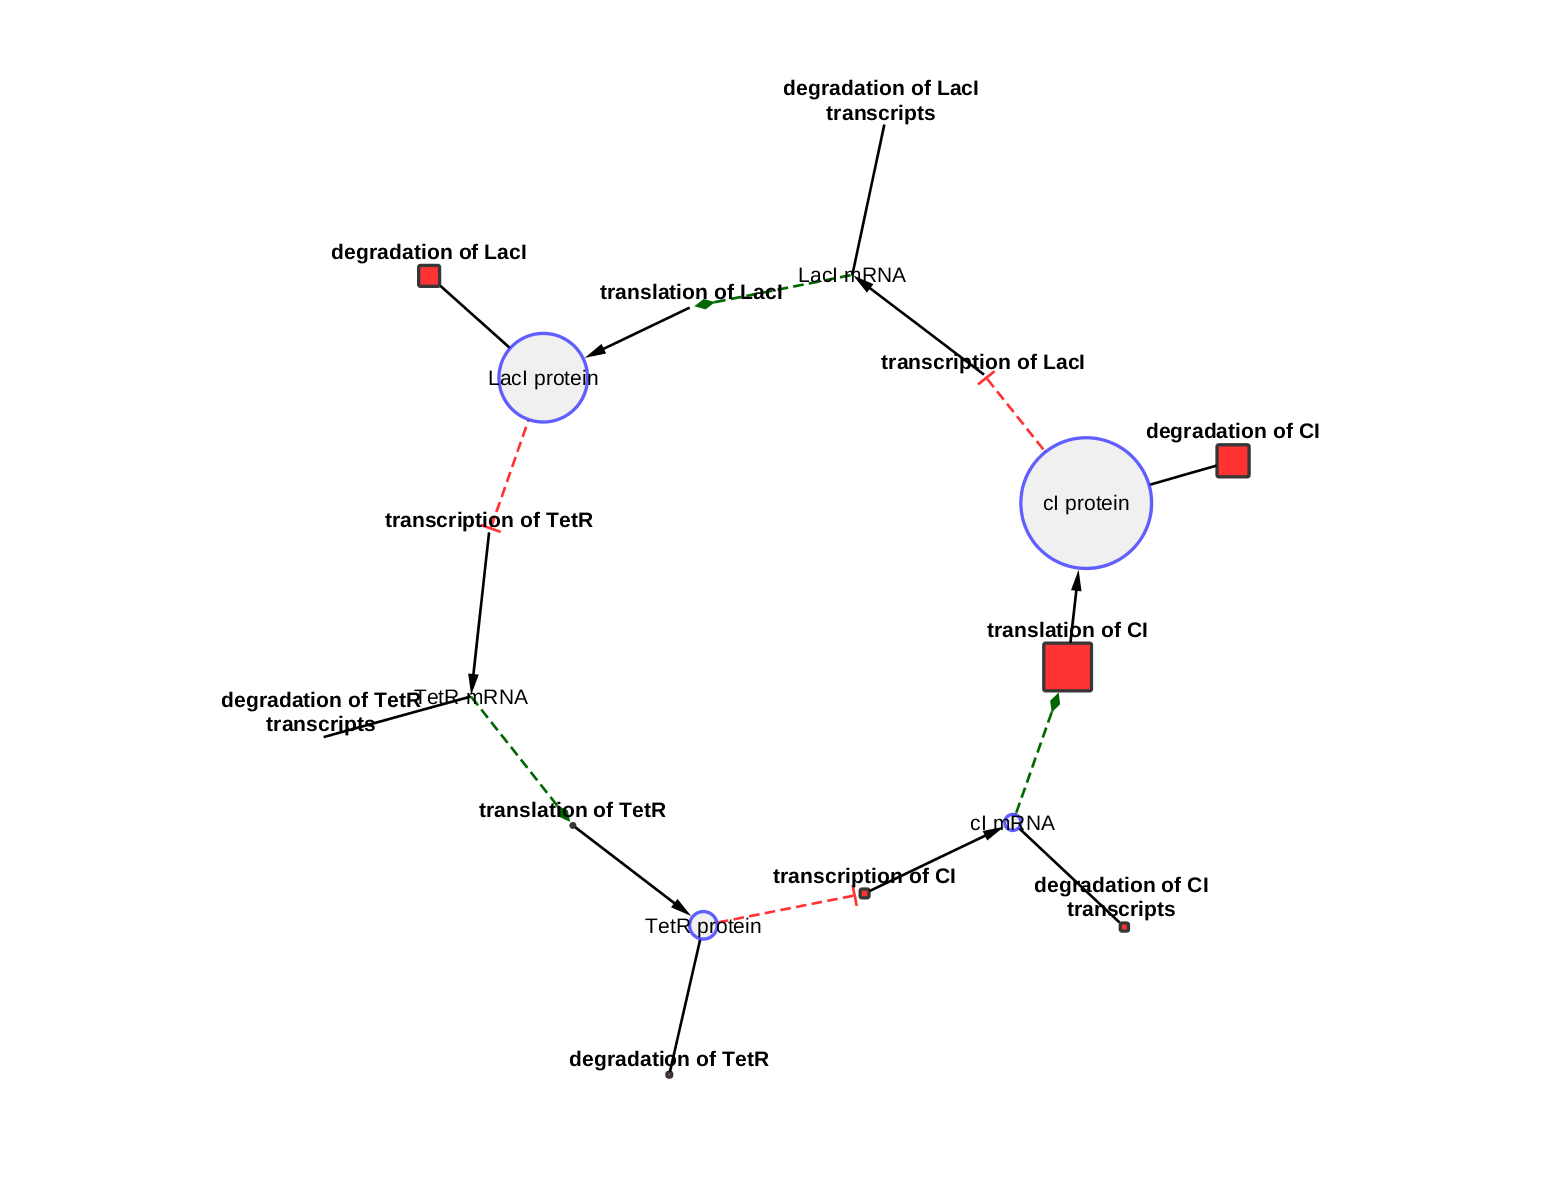 degradation of LacI
transcripts
degradation of LacI
LacI mRNA
translation of LacI
transcription of LacI
LacI protein
degradation of CI
cI protein
transcription of TetR
translation of CI
degradation of TetR
transcripts
TetR mRNA
translation of TetR
cI mRNA
transcription of CI
degradation of CI
transcripts
TetR protein
degradation of TetR